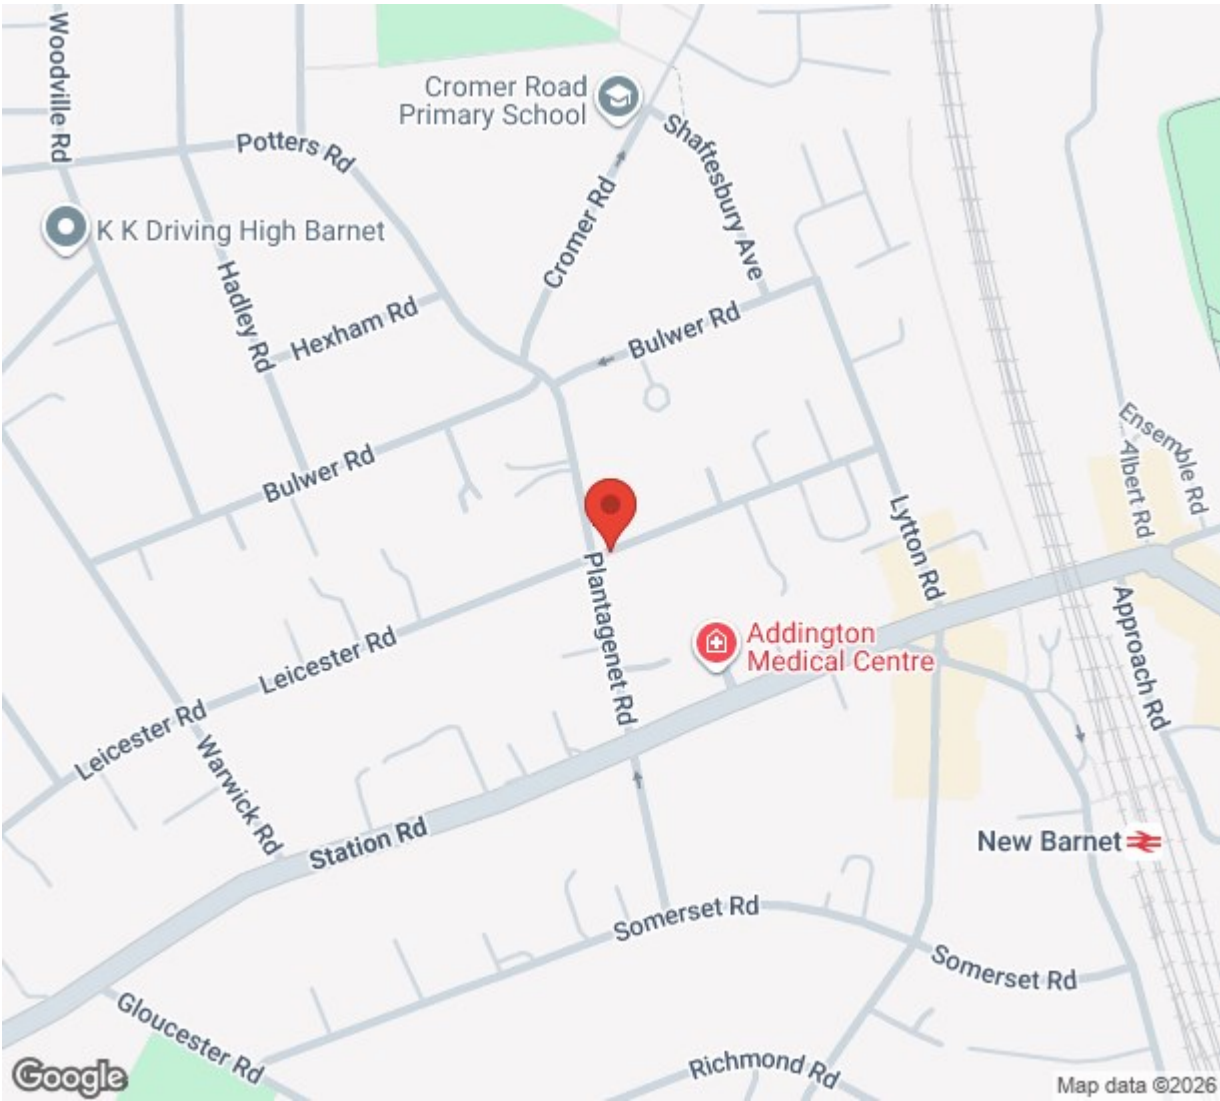 Woodville Rd
Cromer Road
Primary School
Potters Rd
Shaftesbury Ave
K K Driving High Barnet
Cromer Rd
Hadley Rd
Hexham Rd
Bulwer Rd
Bulwer Rd
Ensemble Rd
Albert Rd
Lytton Rd
Plantagenet Rd
Approach Rd
Addington
Medical Centre
Leicester Rd
Leicester Rd
Warwick Rd
Station Rd
New Barnet
Somerset Rd
Somerset Rd
Gloucester Rd
Richmond Rd
Google
Map data ©2026